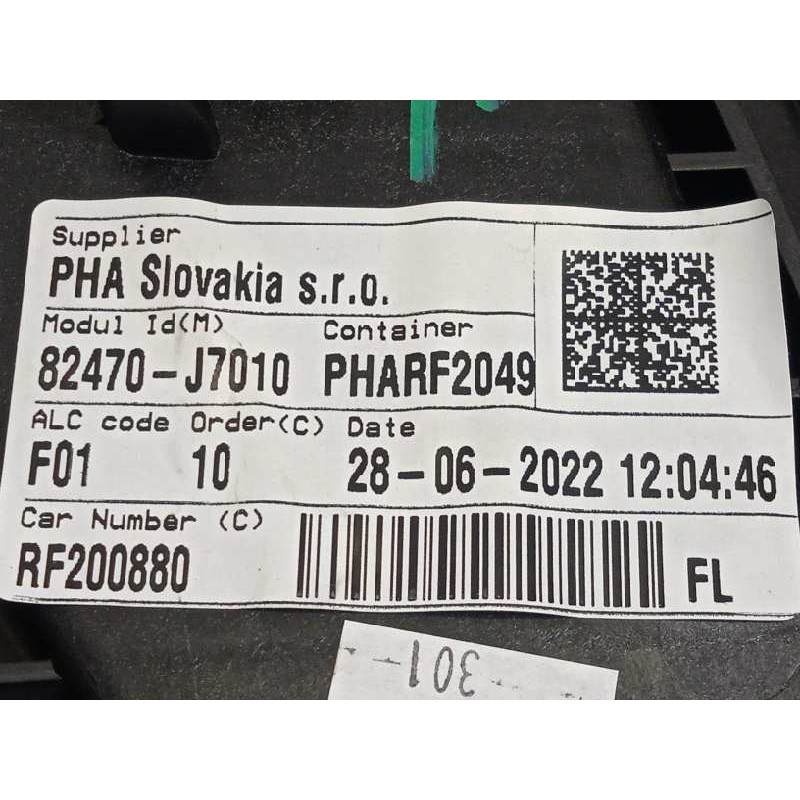 Supplier
PHA Slovakia s.r.o.
Modul Id(M) Container
82470-J7010 PHARF2049
ALC code Order(C) Date
F01 10 28-06-2022 12:04:46
Car Number (C)
RF200880 FL
301-